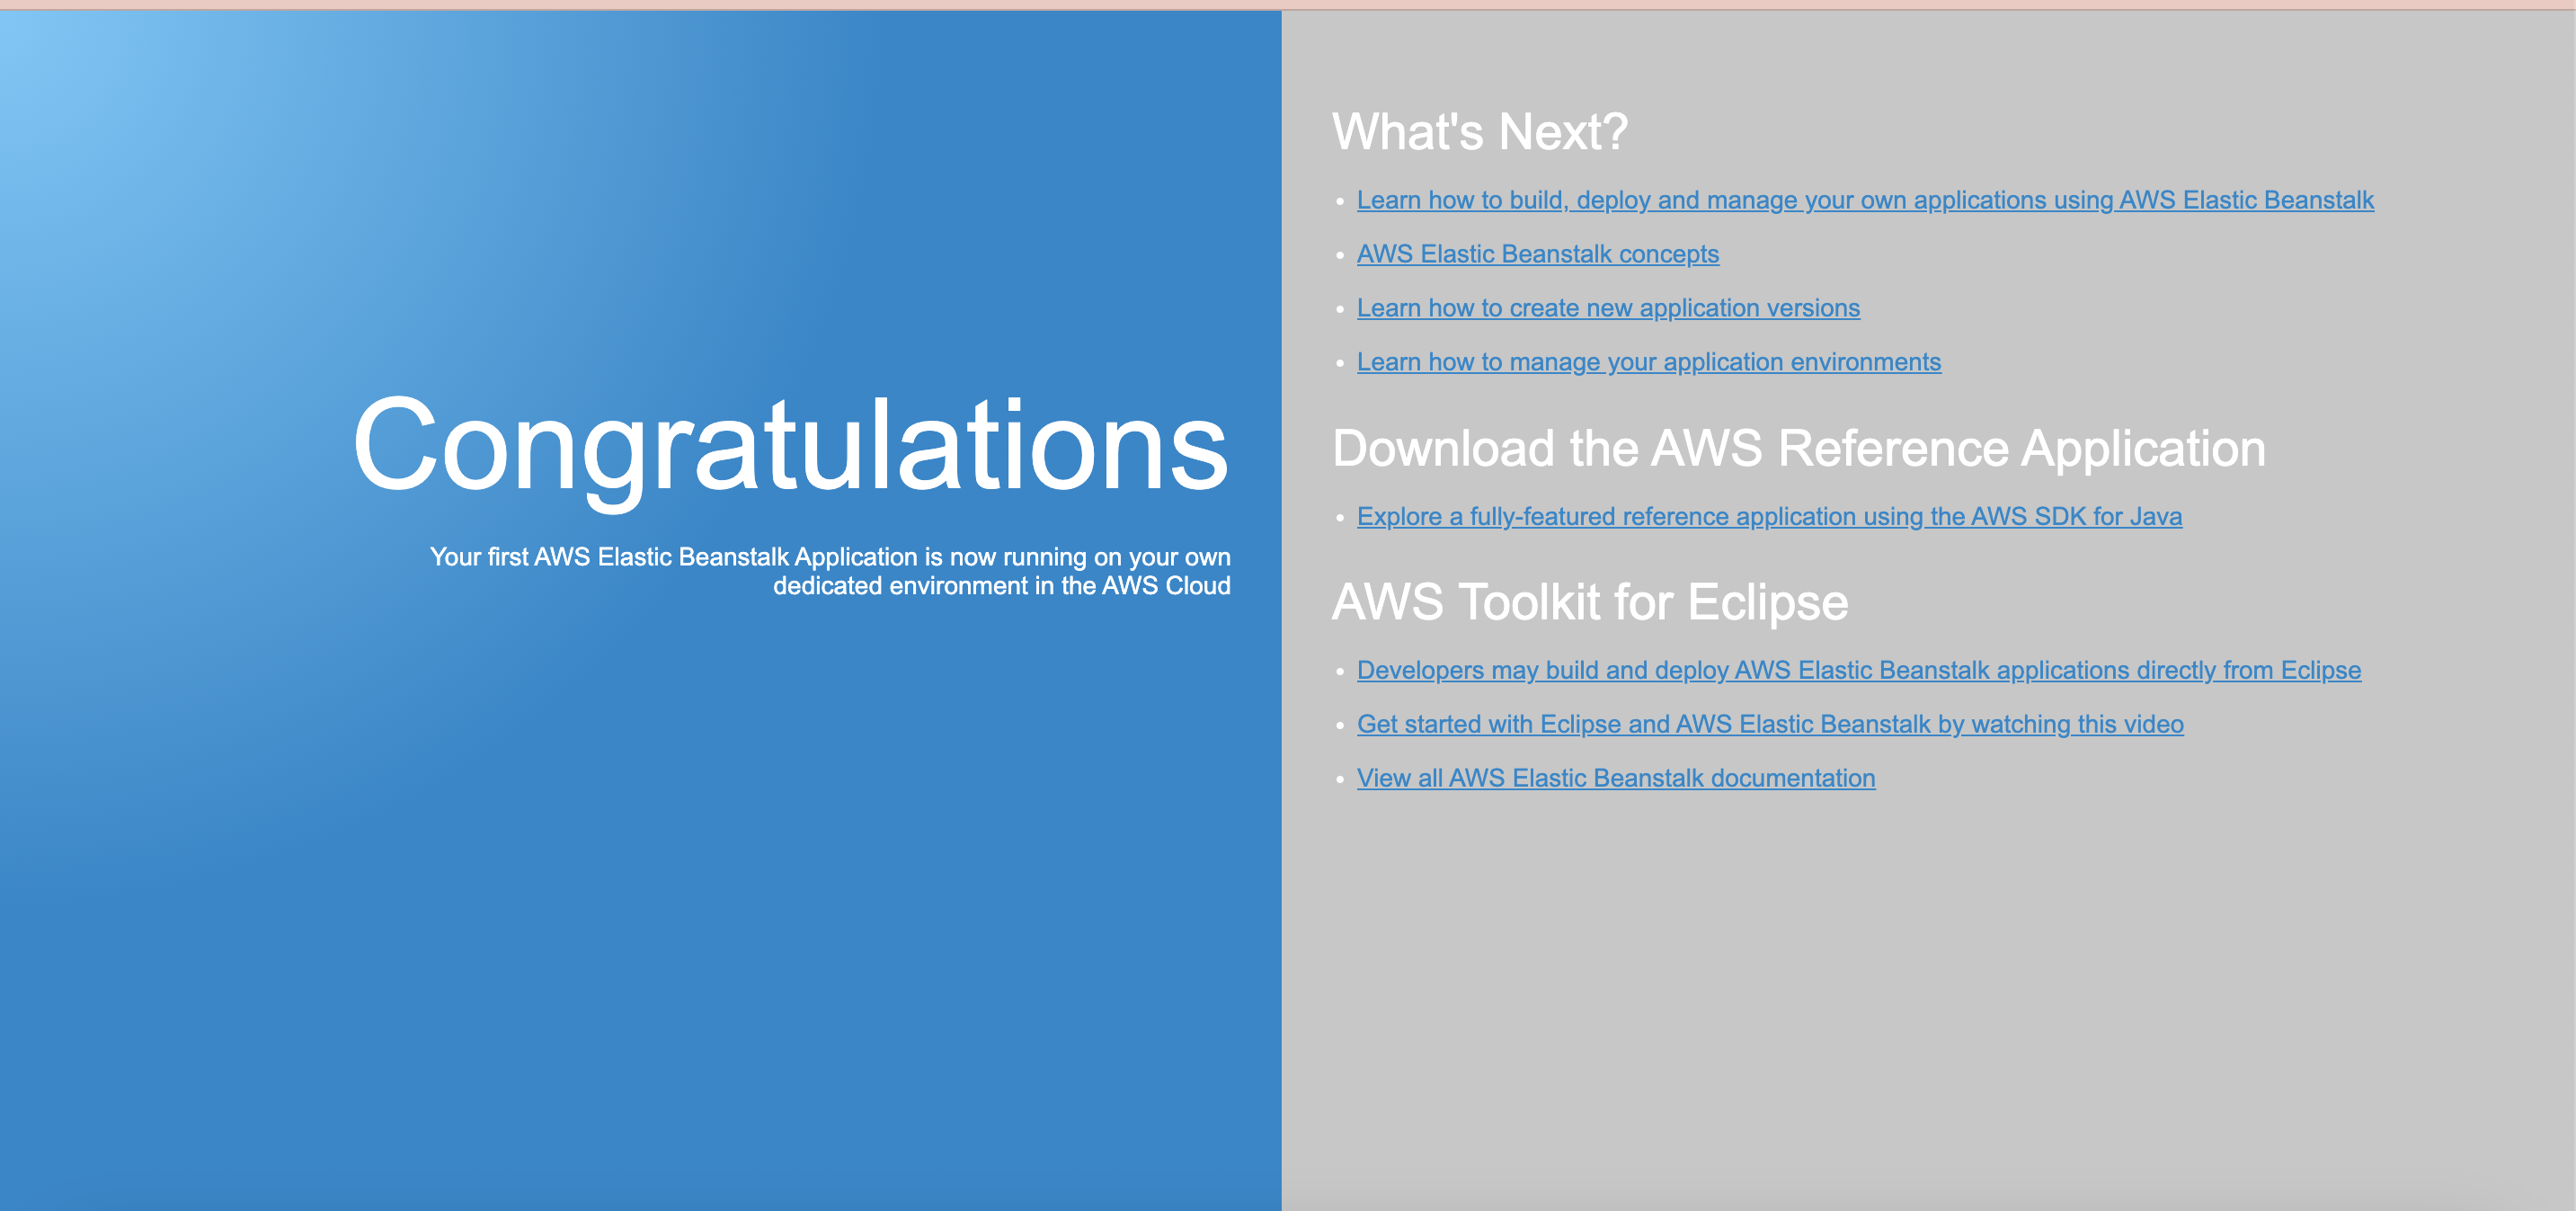 Congratulations
Your first AWS Elastic Beanstalk Application is now running on your own
dedicated environment in the AWS Cloud
What's Next?
Learn how to build, deploy and manage your own applications using AWS Elastic Beanstalk
AWS Elastic Beanstalk concepts
Learn how to create new application versions
Learn how to manage your application environments
Download the AWS Reference Application
Explore a fully-featured reference application using the AWS SDK for Java
AWS Toolkit for Eclipse
Developers may build and deploy AWS Elastic Beanstalk applications directly from Eclipse
Get started with Eclipse and AWS Elastic Beanstalk by watching this video
View all AWS Elastic Beanstalk documentation